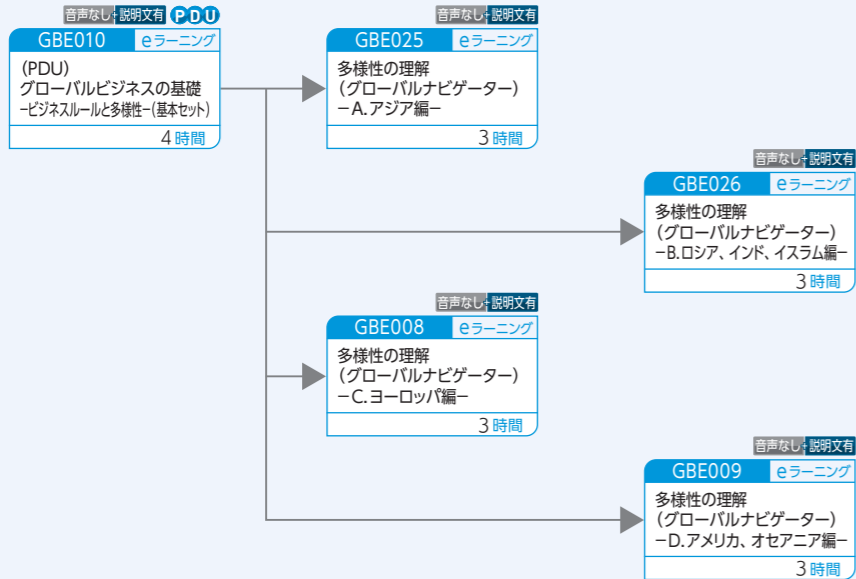 音声なし+説明文有 PDU
GBE010 eラーニング
(PDU)
グローバルビジネスの基礎
−ビジネスルールと多様性−(基本セット)
4時間
音声なし+説明文有
GBE025 eラーニング
多様性の理解
(グローバルナビゲーター)
−A.アジア編−
3時間
音声なし+説明文有
GBE026 eラーニング
多様性の理解
(グローバルナビゲーター)
−B.ロシア、インド、イスラム編−
3時間
音声なし+説明文有
GBE008 eラーニング
多様性の理解
(グローバルナビゲーター)
−C.ヨーロッパ編−
3時間
音声なし+説明文有
GBE009 eラーニング
多様性の理解
(グローバルナビゲーター)
−D.アメリカ、オセアニア編−
3時間